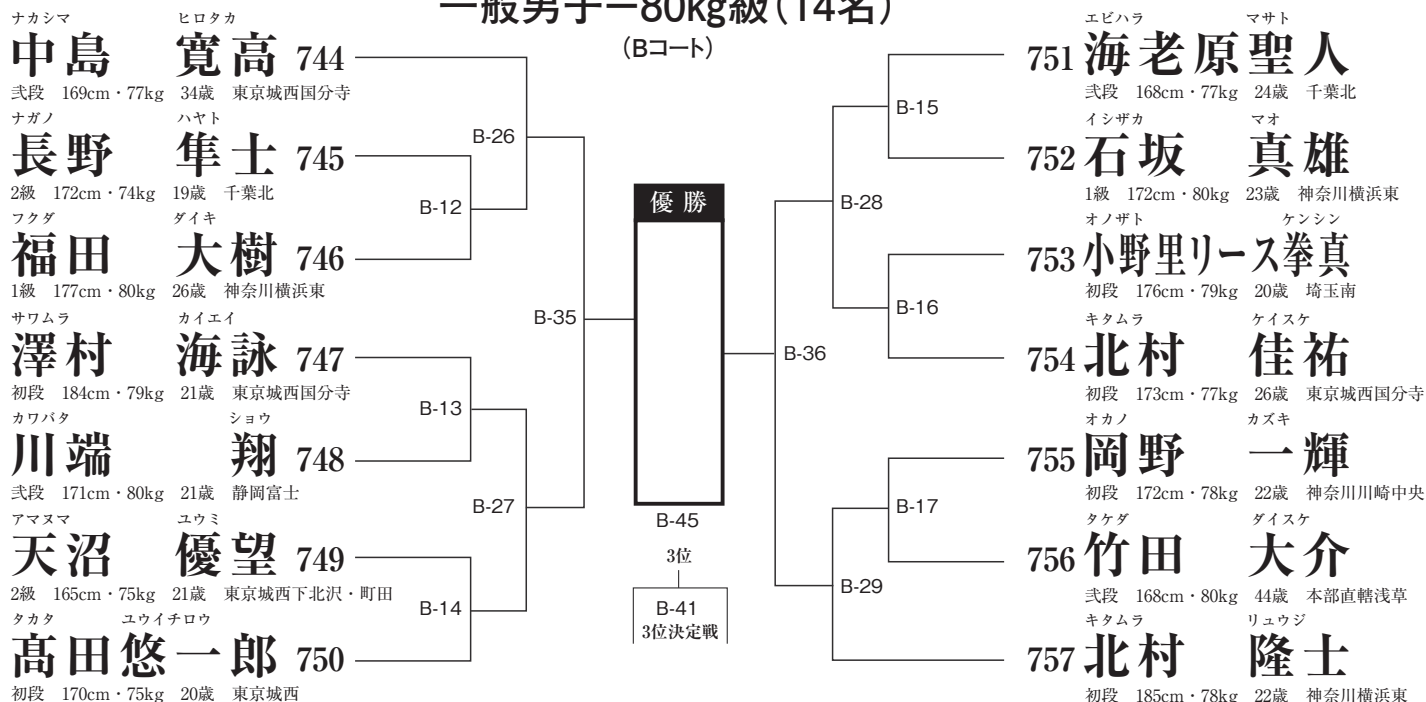 一般男子－80kg級（14名）
（Bコート）
ナカシマ ヒロタカ
中島 寛高 744
弐段 169cm・77kg 34歳 東京城西国分寺
ナガノ ハヤト
長野 隼士 745
2級 172cm・74kg 19歳 千葉北
フクダ ダイキ
福田 大樹 746
1級 177cm・80kg 26歳 神奈川横浜東
サワムラ カイエイ
澤村 海詠 747
初段 184cm・79kg 21歳 東京城西国分寺
カワバタ ショウ
川端 翔 748
弐段 171cm・80kg 21歳 静岡富士
アマヌマ ユウミ
天沼 優望 749
2級 165cm・75kg 21歳 東京城西下北沢・町田
タカタ ユウイチロウ
髙田悠一郎 750
初段 170cm・75kg 20歳 東京城西
B-26
B-12
B-35
B-13
B-27
B-14
優勝
B-45
3位
B-41
3位決定戦
B-15
B-28
B-16
B-36
B-17
B-29
エビハラ マサト
751 海老原聖人
弐段 168cm・77kg 24歳 千葉北
イシザカ マオ
752 石坂 真雄
1級 172cm・80kg 23歳 神奈川横浜東
オノザト ケンシン
753 小野里リース拳真
初段 176cm・79kg 20歳 埼玉南
キタムラ ケイスケ
754 北村 佳祐
初段 173cm・77kg 26歳 東京城西国分寺
オカノ カズキ
755 岡野 一輝
初段 172cm・78kg 22歳 神奈川川崎中央
タケダ ダイスケ
756 竹田 大介
弐段 168cm・80kg 44歳 本部直轄浅草
キタムラ リュウジ
757 北村 隆士
初段 185cm・78kg 22歳 神奈川横浜東